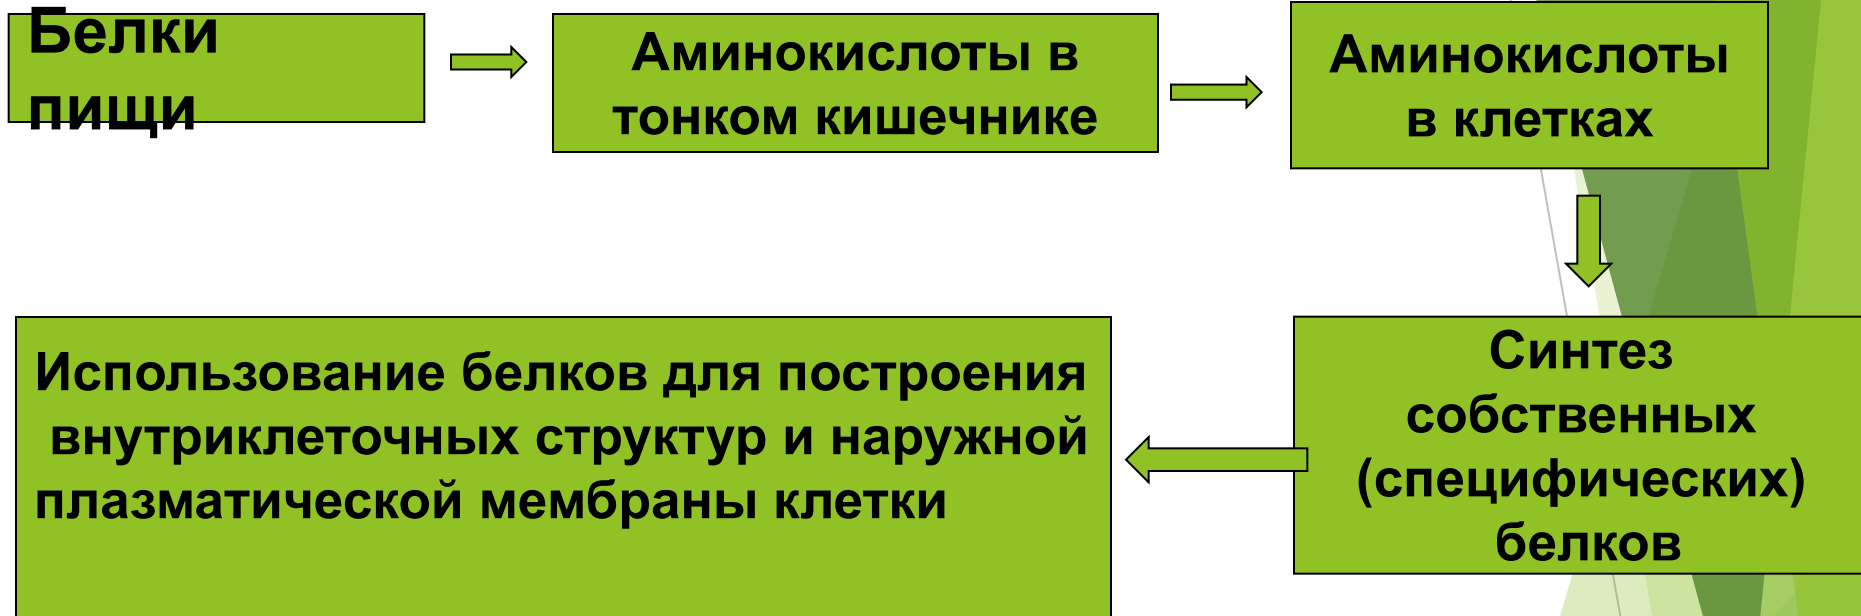 Белки
пищи
Аминокислоты в
тонком кишечнике
Аминокислоты
в клетках
Синтез
собственных
(специфических)
белков
Использование белков для построения
внутриклеточных структур и наружной
плазматической мембраны клетки